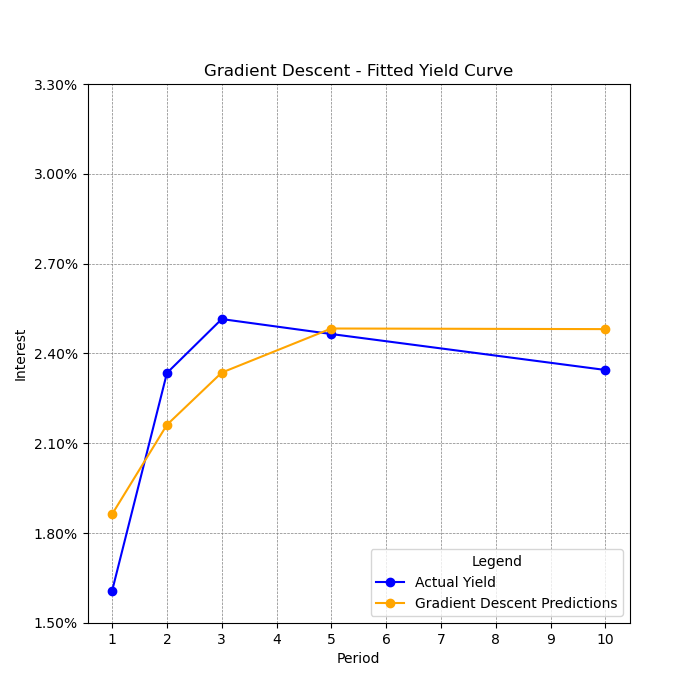 Gradient Descent - Fitted Yield Curve
3.30%
3.00%
2.70%
2.40%
2.10%
1.80%
1.50%
Interest
1 2 3 4 5 6 7 8 9 10
Period
Legend
Actual Yield
Gradient Descent Predictions